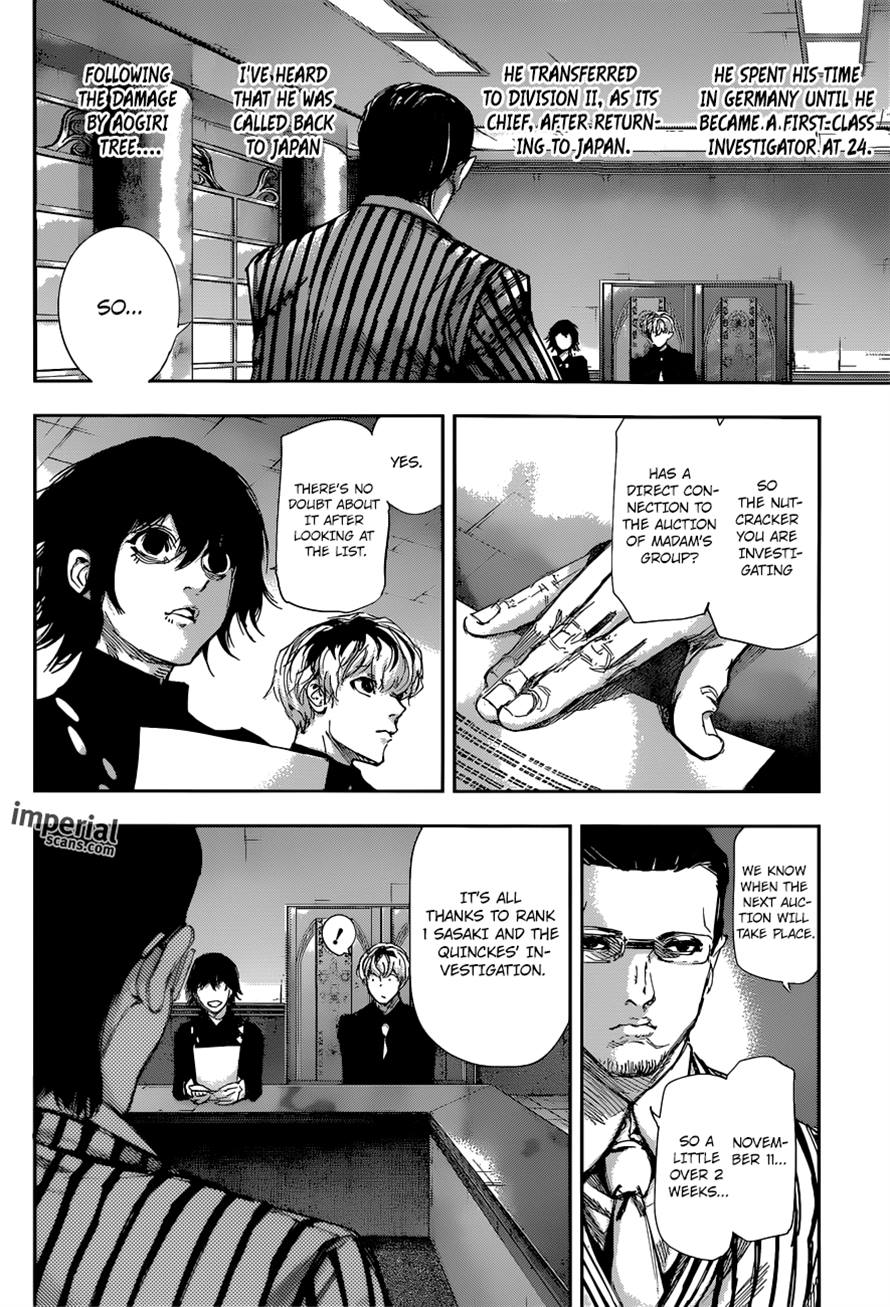 HE SPENT HIS TIME
IN GERMANY UNTIL HE
BECAME A FIRST-CLASS
INVESTIGATOR AT 24.
HE TRANSFERRED
TO DIVISION II, AS ITS
CHIEF, AFTER RETURN-
ING TO JAPAN.
I'VE HEARD
THAT HE WAS
CALLED BACK
TO JAPAN
FOLLOWING
THE DAMAGE
BY AOGIRI
TREE....
SO...
SO
THE NUT-
CRACKER
YOU ARE
INVESTI-
GATING
HAS A
DIRECT CON-
NECTION TO
THE AUCTION
OF MADAM'S
GROUP?
YES.
THERE'S NO
DOUBT ABOUT
IT AFTER
LOOKING
AT THE LIST.
WE KNOW
WHEN THE
NEXT AUC-
TION WILL
TAKE PLACE.
NOVEM-
BER 11...
SO A
LITTLE
OVER 2
WEEKS...
IT'S ALL
THANKS TO RANK
1 SASAKI AND THE
QUINCKES' IN-
VESTIGATION.
!
imperial
scans.com